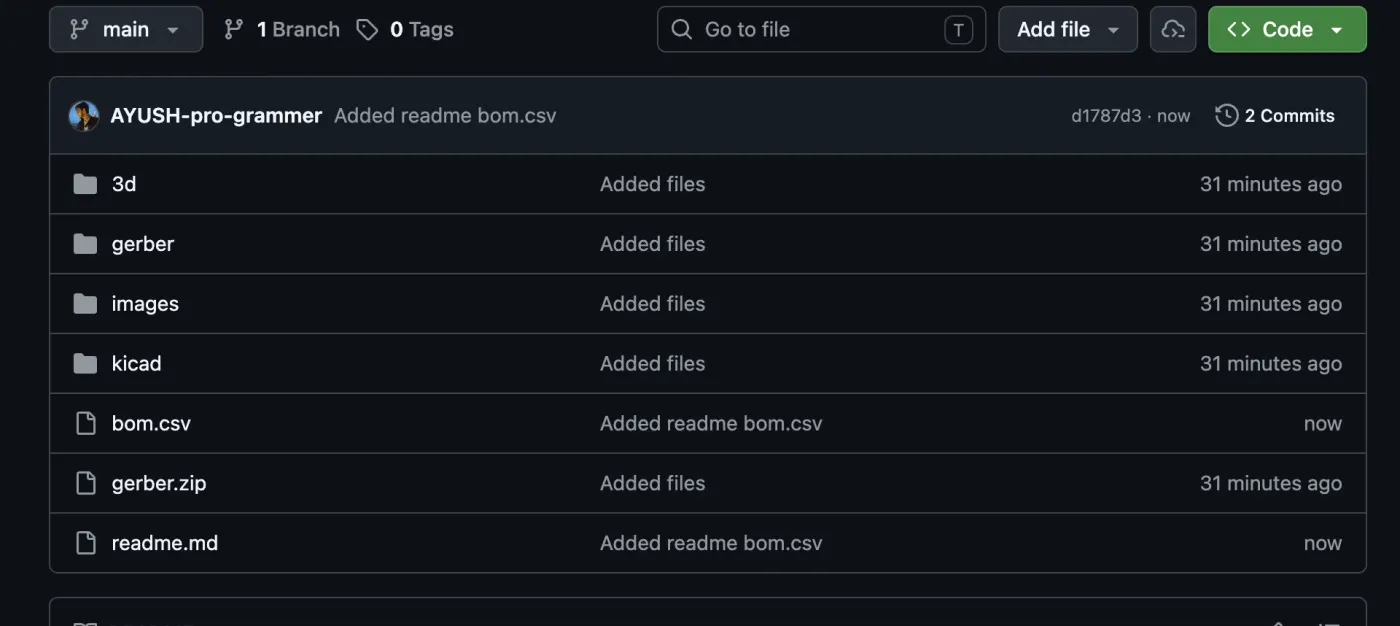 main 1 Branch 0 Tags Go to file T Add file Code
AYUSH-pro-grammer Added readme bom.csv d1787d3 · now 2 Commits
3d Added files 31 minutes ago
gerber Added files 31 minutes ago
images Added files 31 minutes ago
kicad Added files 31 minutes ago
bom.csv Added readme bom.csv now
gerber.zip Added files 31 minutes ago
readme.md Added readme bom.csv now